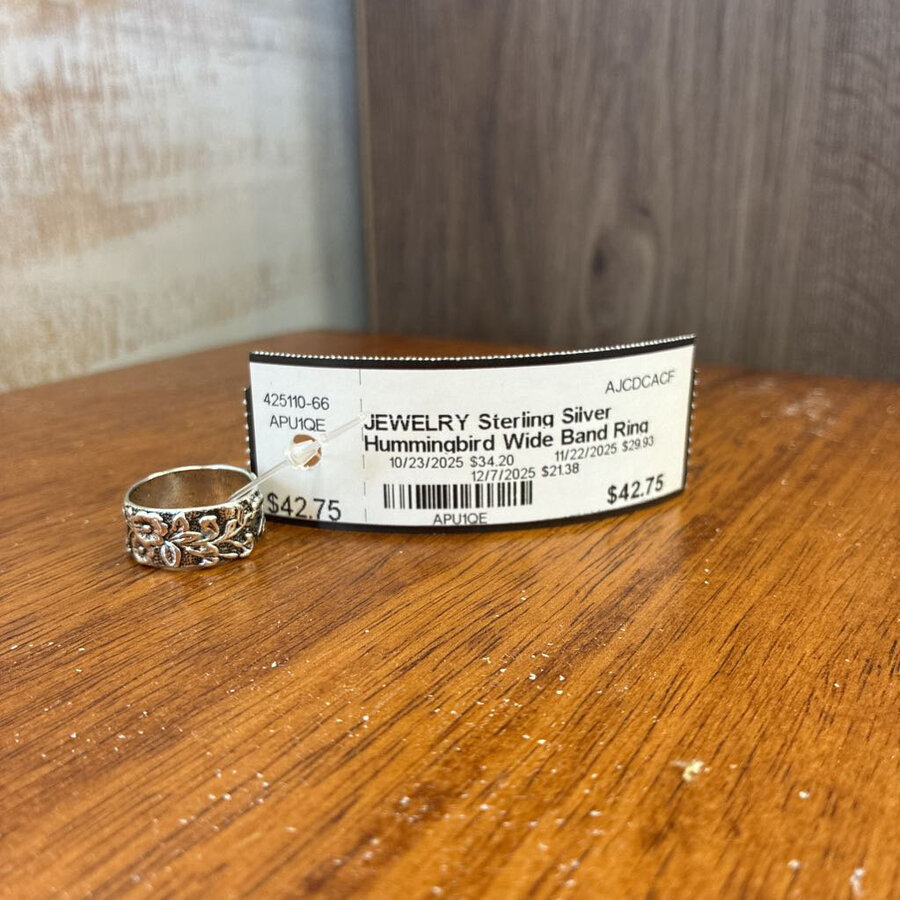 425110-66
APU1QE
$42.75
AJCDCACF
JEWELRY Sterling Silver
Hummingbird Wide Band Ring
10/23/2025 $34.20
11/22/2025 $29.93
12/7/2025 $21.38
APU1QE
$42.75